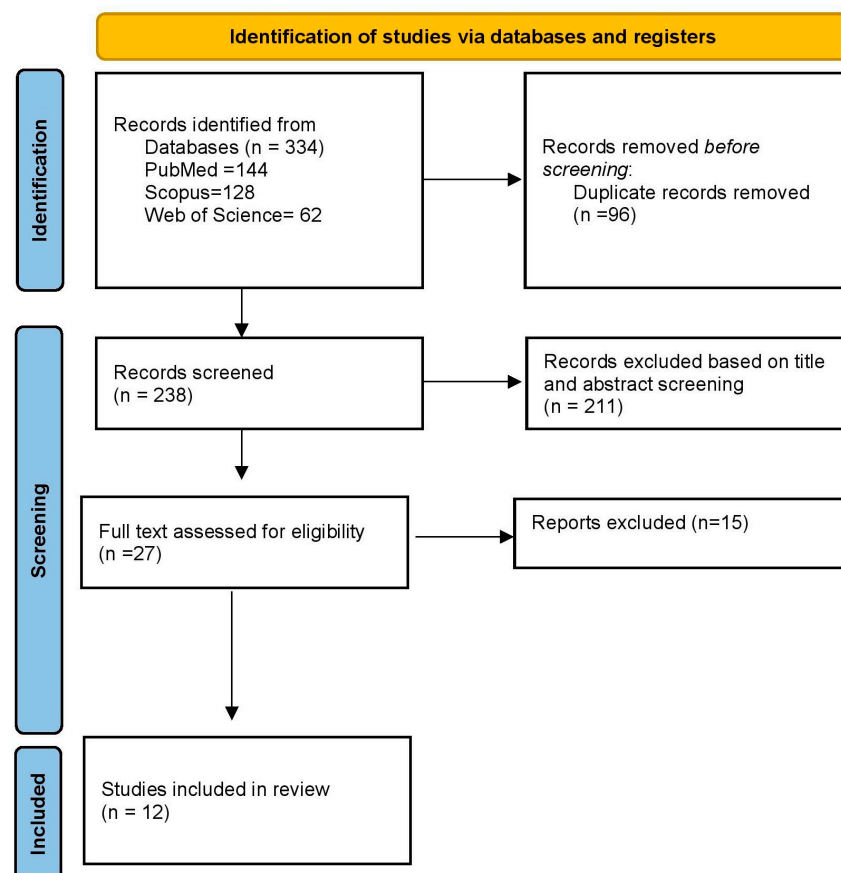 Identification of studies via databases and registers
Identification
Records identified from
Databases (n = 334)
PubMed =144
Scopus=128
Web of Science= 62
Records removed before
screening:
Duplicate records removed
(n =96)
Screening
Records screened
(n = 238)
Records excluded based on title
and abstract screening
(n = 211)
Full text assessed for eligibility
(n =27)
Reports excluded (n=15)
Included
Studies included in review
(n = 12)